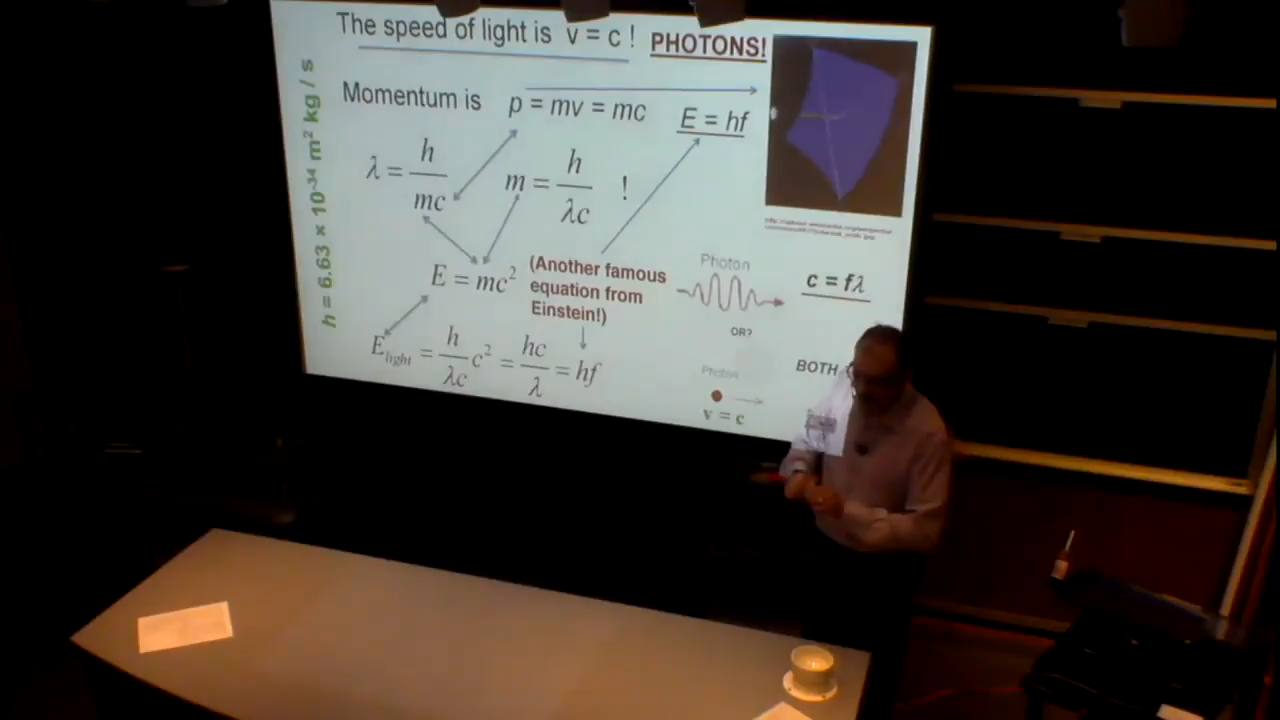 The speed of light is v = c !
PHOTONS!
h = 6.63 × 10⁻³⁴ m² kg / s
Momentum is p = mv = mc
E = hf
λ = h / mc
m = h / λc !
E = mc²
(Another famous
equation from
Einstein!)
Photon
c = fλ
OR?
E_light = h / λc c² = hc / λ = hf
BOTH
Photon
v = c